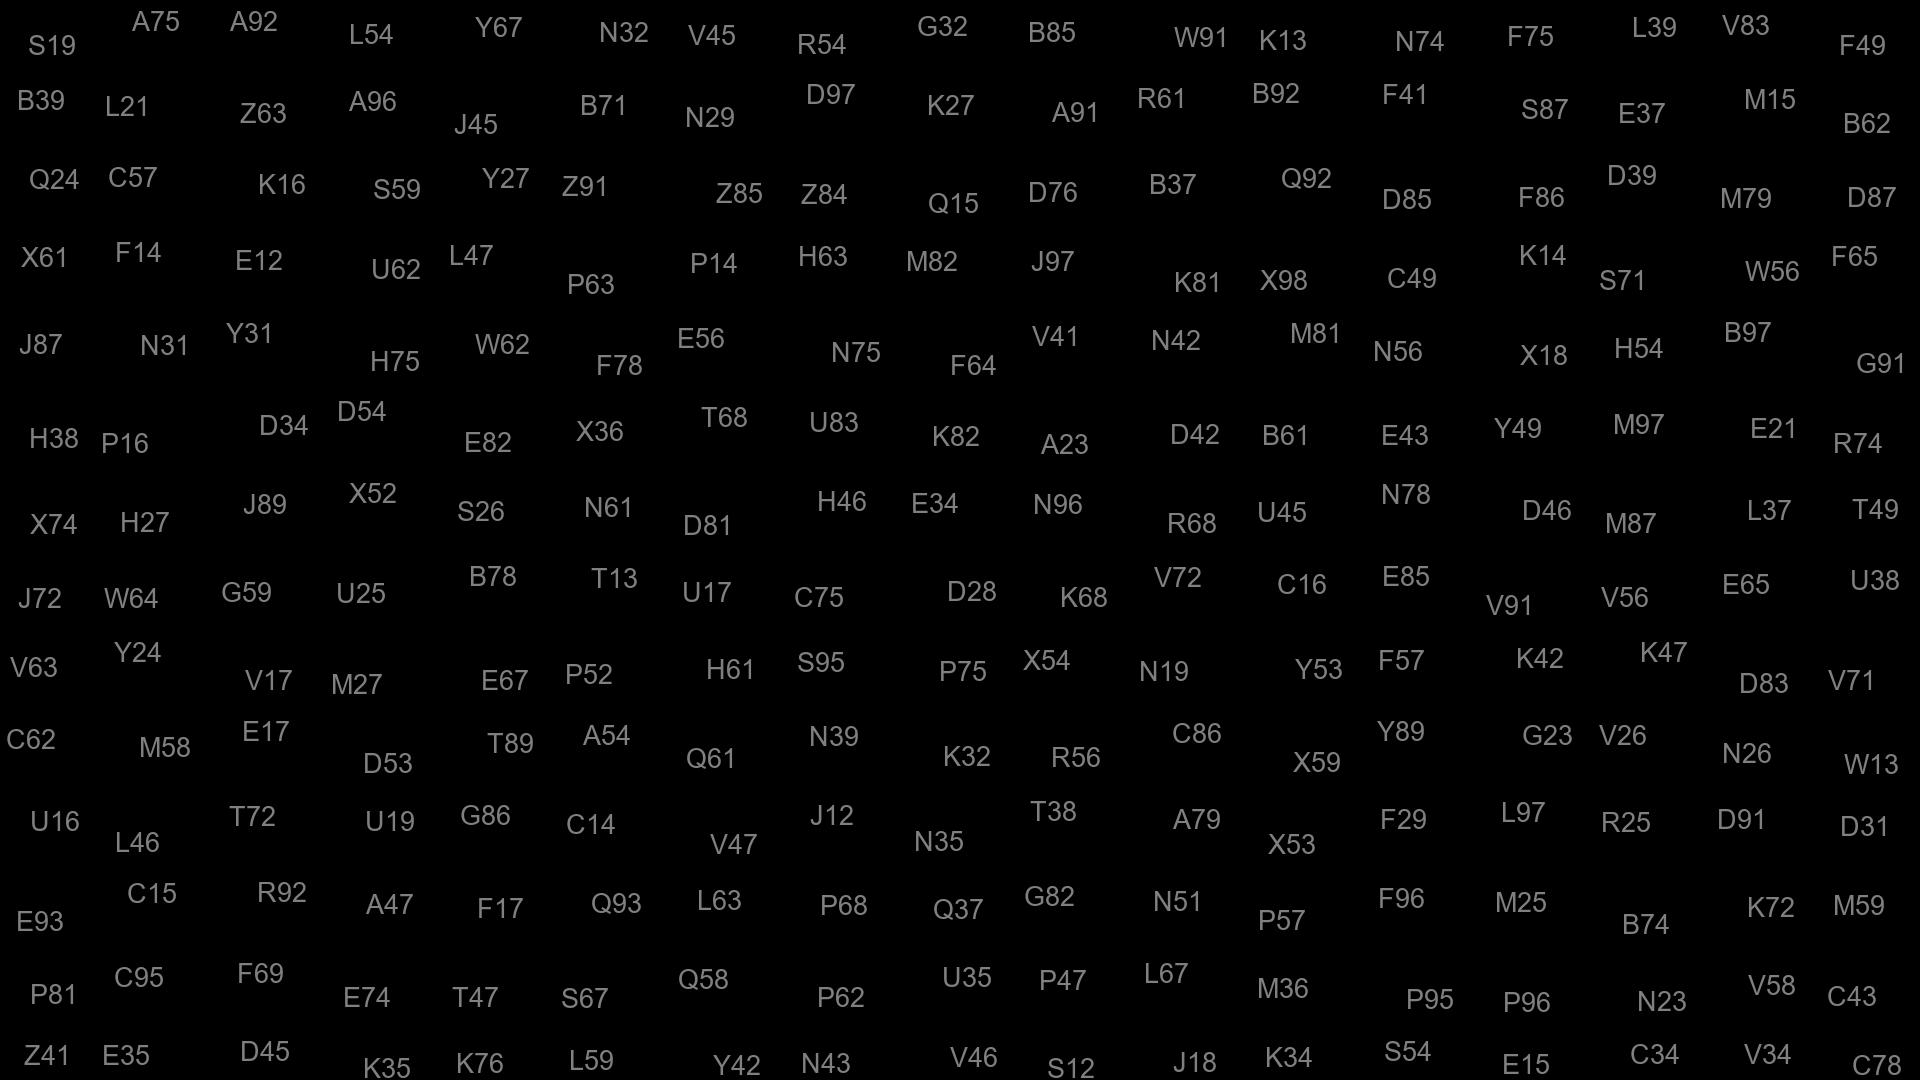 S19 A75 A92 L54 Y67 N32 V45 R54 G32 B85 W91 K13 N74 F75 L39 V83 F49
B39 L21 Z63 A96 J45 B71 N29 D97 K27 A91 R61 B92 F41 S87 E37 M15 B62
Q24 C57 K16 S59 Y27 Z91 Z85 Z84 Q15 D76 B37 Q92 D85 F86 D39 M79 D87
X61 F14 E12 U62 L47 P63 P14 H63 M82 J97 K81 X98 C49 K14 S71 W56 F65
J87 N31 Y31 H75 W62 F78 E56 N75 F64 V41 N42 M81 N56 X18 H54 B97 G91
H38 P16 D34 D54 E82 X36 T68 U83 K82 A23 D42 B61 E43 Y49 M97 E21 R74
X74 H27 J89 X52 S26 N61 D81 H46 E34 N96 R68 U45 N78 D46 M87 L37 T49
J72 W64 G59 U25 B78 T13 U17 C75 D28 K68 V72 C16 E85 V91 V56 E65 U38
V63 Y24 V17 M27 E67 P52 H61 S95 P75 X54 N19 Y53 F57 K42 K47 D83 V71
C62 M58 E17 D53 T89 A54 Q61 N39 K32 R56 C86 X59 Y89 G23 V26 N26 W13
U16 L46 T72 U19 G86 C14 V47 J12 N35 T38 A79 X53 F29 L97 R25 D91 D31
E93 C15 R92 A47 F17 Q93 L63 P68 Q37 G82 N51 P57 F96 M25 B74 K72 M59
P81 C95 F69 E74 T47 S67 Q58 P62 U35 P47 L67 M36 P95 P96 N23 V58 C43
Z41 E35 D45 K35 K76 L59 Y42 N43 V46 S12 J18 K34 S54 E15 C34 V34 C78